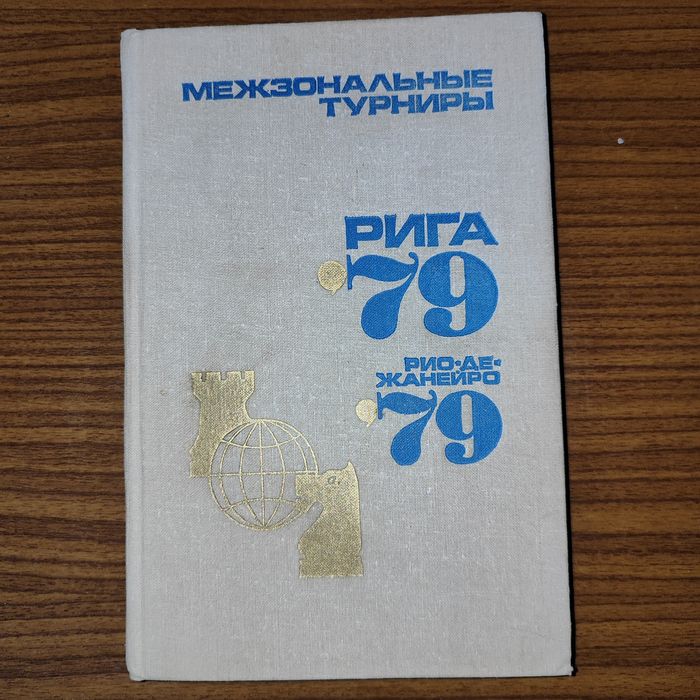 МЕЖЗОНАЛЬНЫЕ
ТУРНИРЫ
РИГА
'79
РИО·ДЕ·
ЖАНЕЙРО
'79